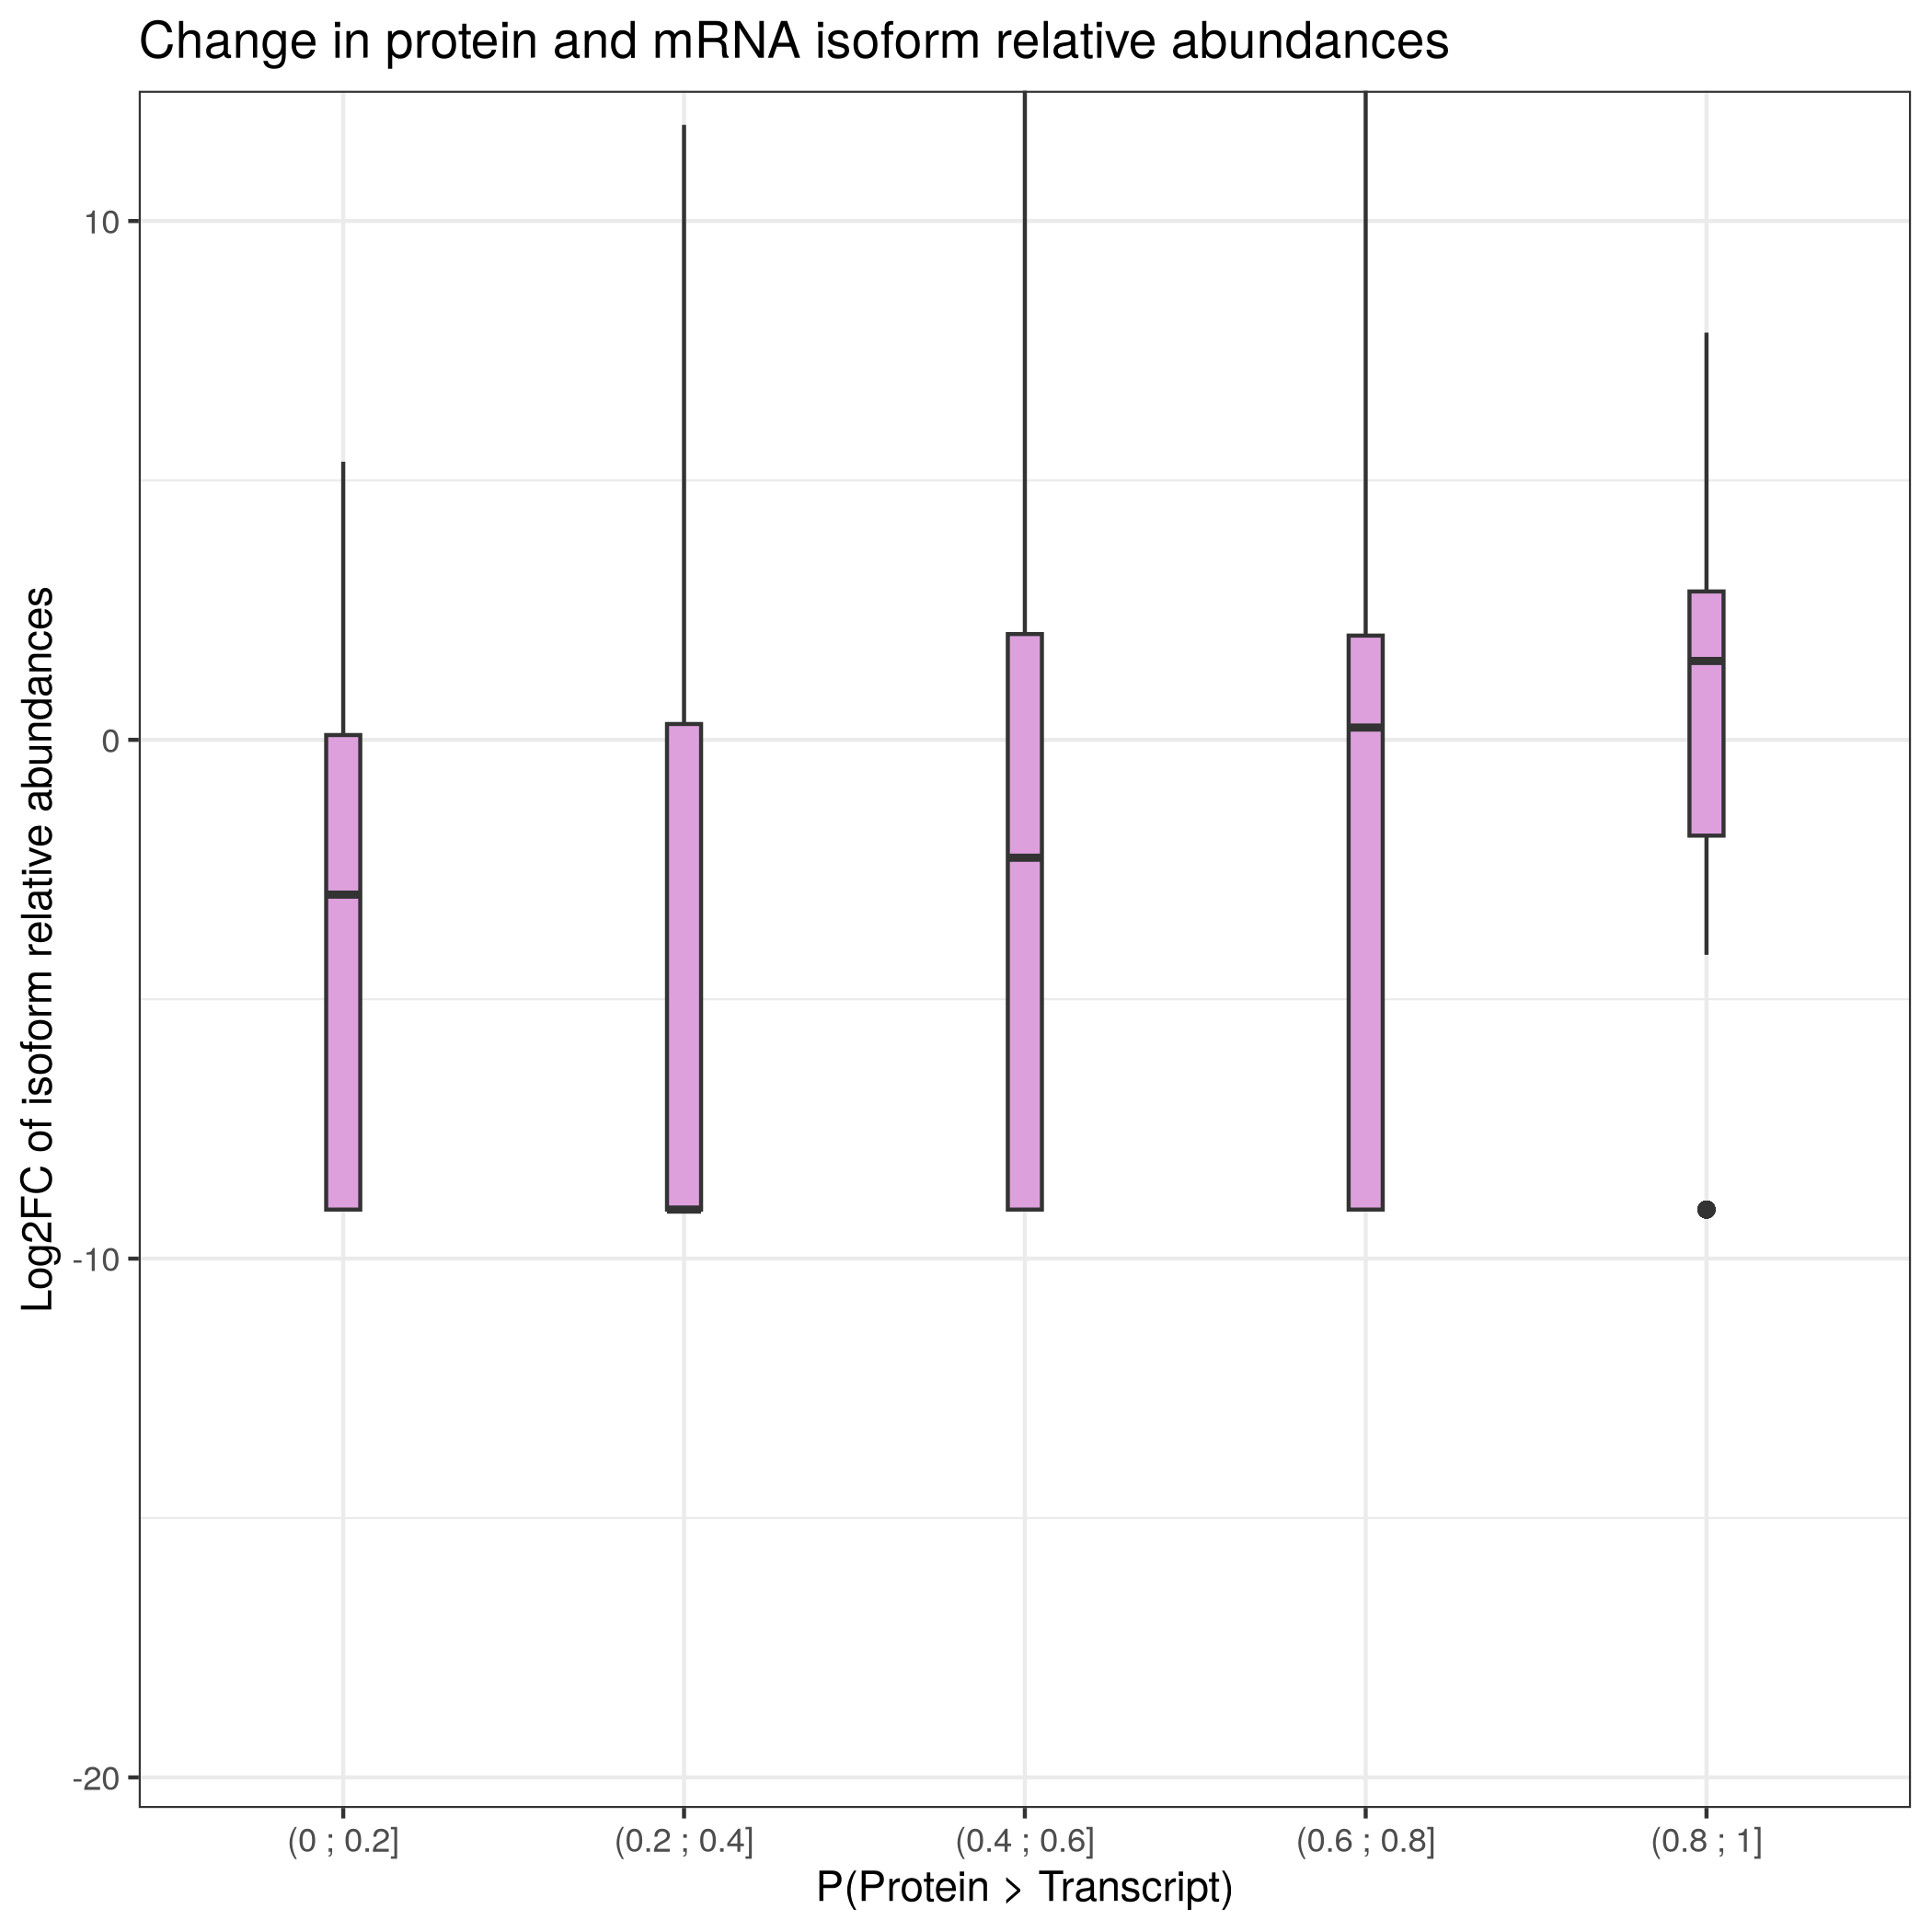 Change in protein and mRNA isoform relative abundances
Log2FC of isoform relative abundances
10
0
-10
-20
(0 ; 0.2]
(0.2 ; 0.4]
(0.4 ; 0.6]
(0.6 ; 0.8]
(0.8 ; 1]
P(Protein > Transcript)